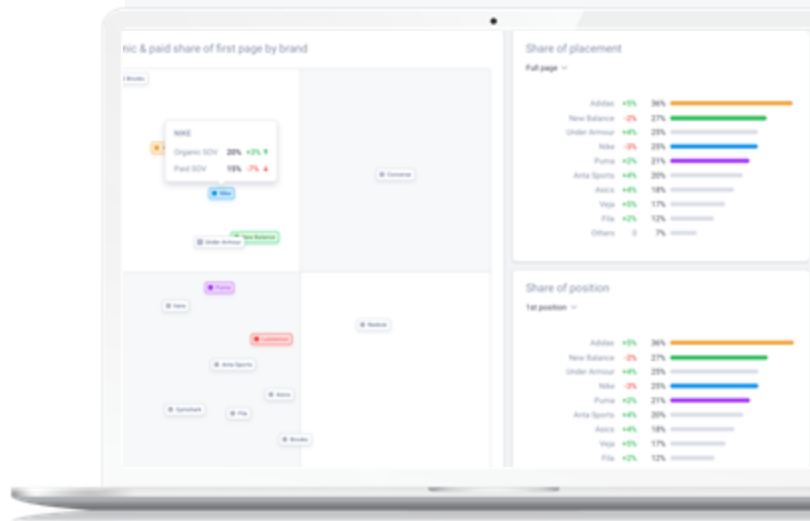 nic & paid share of first page by brand
Brooks
NIKE
Organic SOV 20% +3%
Paid SOV 15% -7%
Nike
Converse
New Balance
Under Armour
Puma
Vans
Reebok
Lululemon
Anta Sports
Asics
Gymshark
Fila
Brooks
Share of placement
Full page
Adidas +5% 36%
New Balance -2% 27%
Under Armour +4% 25%
Nike -3% 25%
Puma +2% 21%
Anta Sports +4% 20%
Asics +4% 18%
Veja +5% 17%
Fila +2% 12%
Others 0 7%
Share of position
1st position
Adidas +5% 36%
New Balance -2% 27%
Under Armour +4% 25%
Nike -3% 25%
Puma +2% 21%
Anta Sports +4% 20%
Asics +4% 18%
Veja +5% 17%
Fila +2% 12%